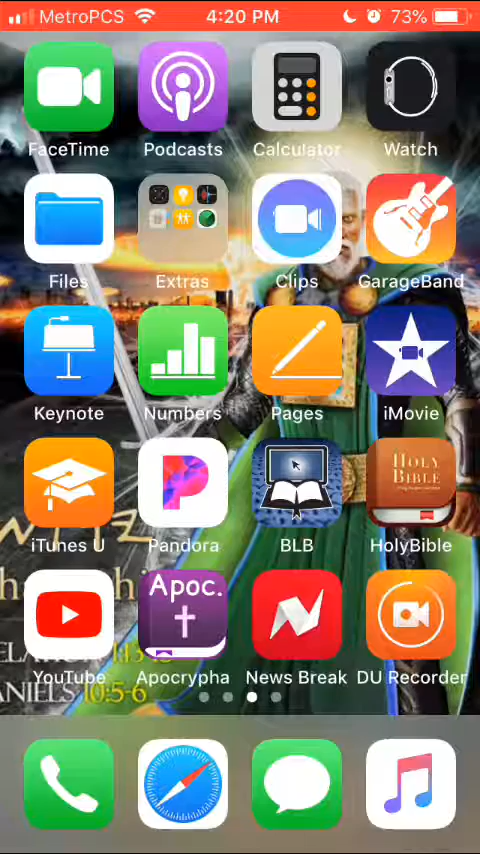 MetroPCS 4:20 PM 73%
FaceTime Podcasts Calculator Watch
Files Extras Clips GarageBand
Keynote Numbers Pages iMovie
HOLY
BIBLE
iTunes U Pandora BLB HolyBible
Apoc.
YouTube Apocrypha News Break DU Recorder
10:5-6